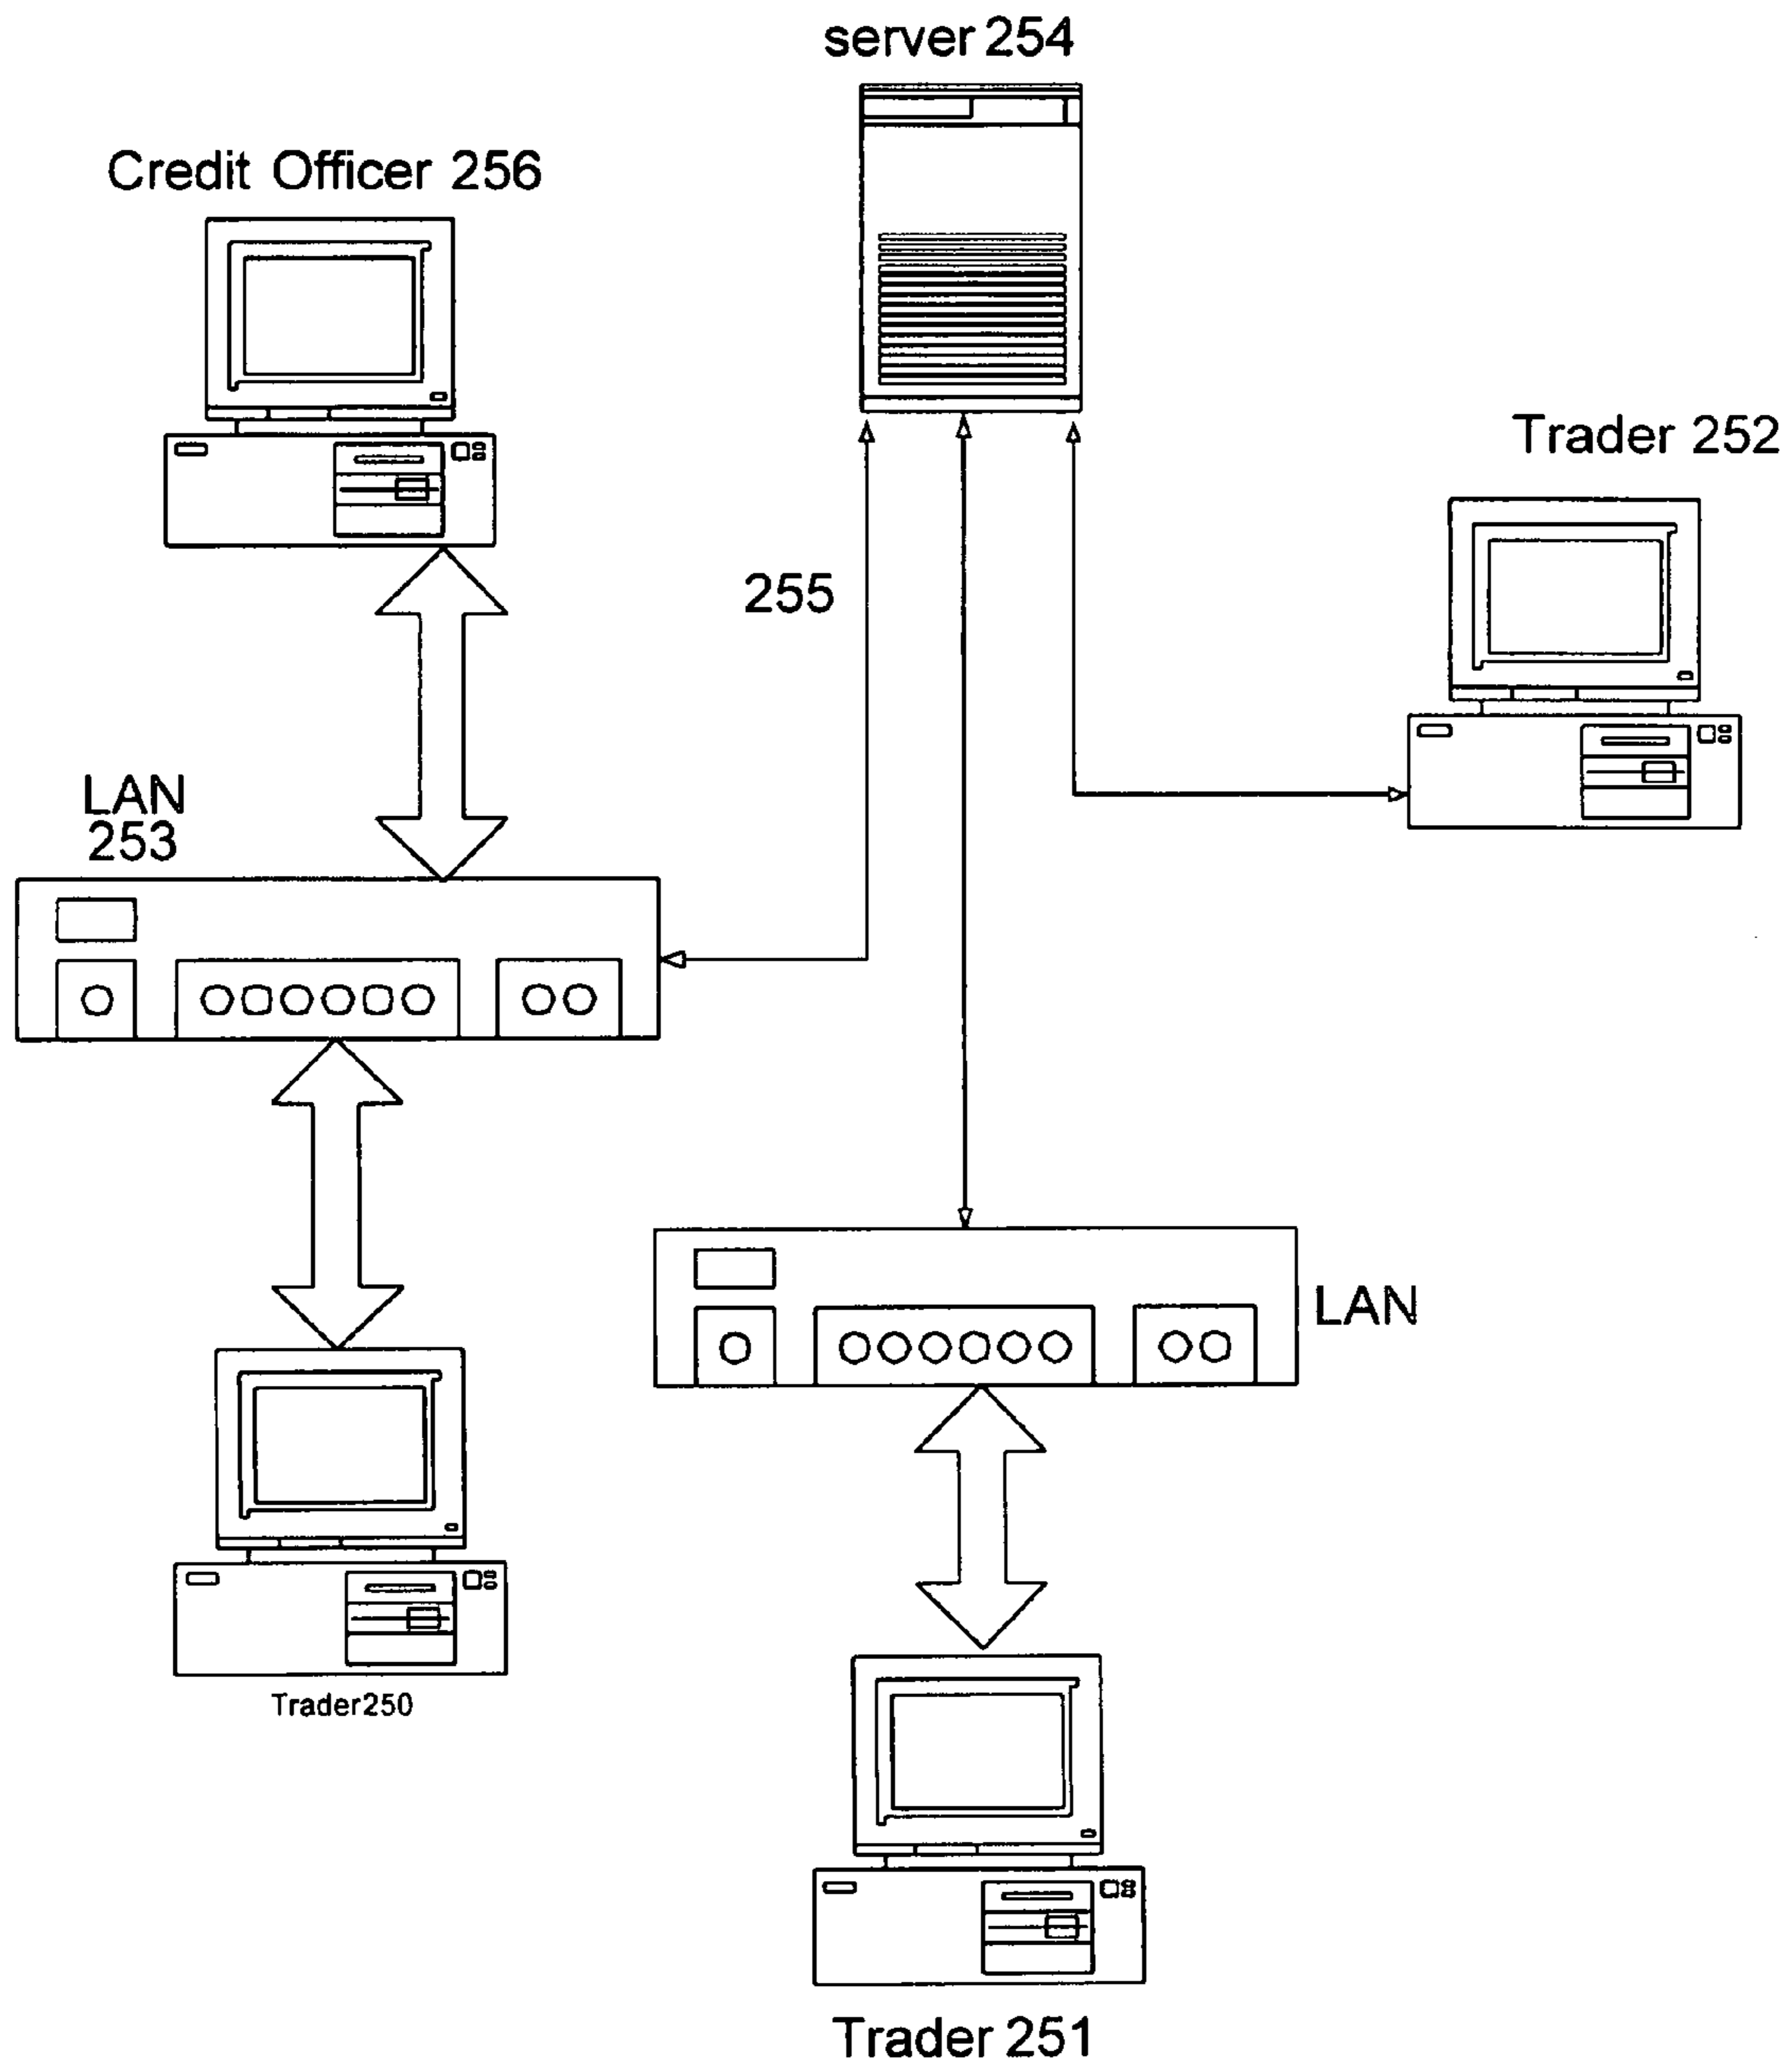 server 254
Credit Officer 256
Trader 252
255
LAN
253
LAN
Trader250
Trader 251